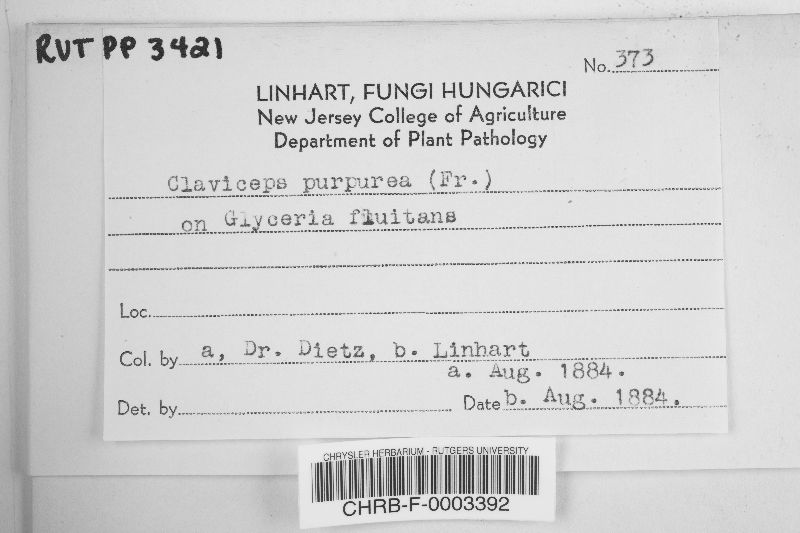 RUT PP 3421
No. 373
LINHART, FUNGI HUNGARICI
New Jersey College of Agriculture
Department of Plant Pathology
Claviceps purpurea (Fr.)
on Glyceria fluitans
Loc.
Col. by a, Dr. Dietz, b. Linhart
a. Aug. 1884.
Det. by Date b. Aug. 1884.
CHRYSLER HERBARIUM - RUTGERS UNIVERSITY
CHRB-F-0003392